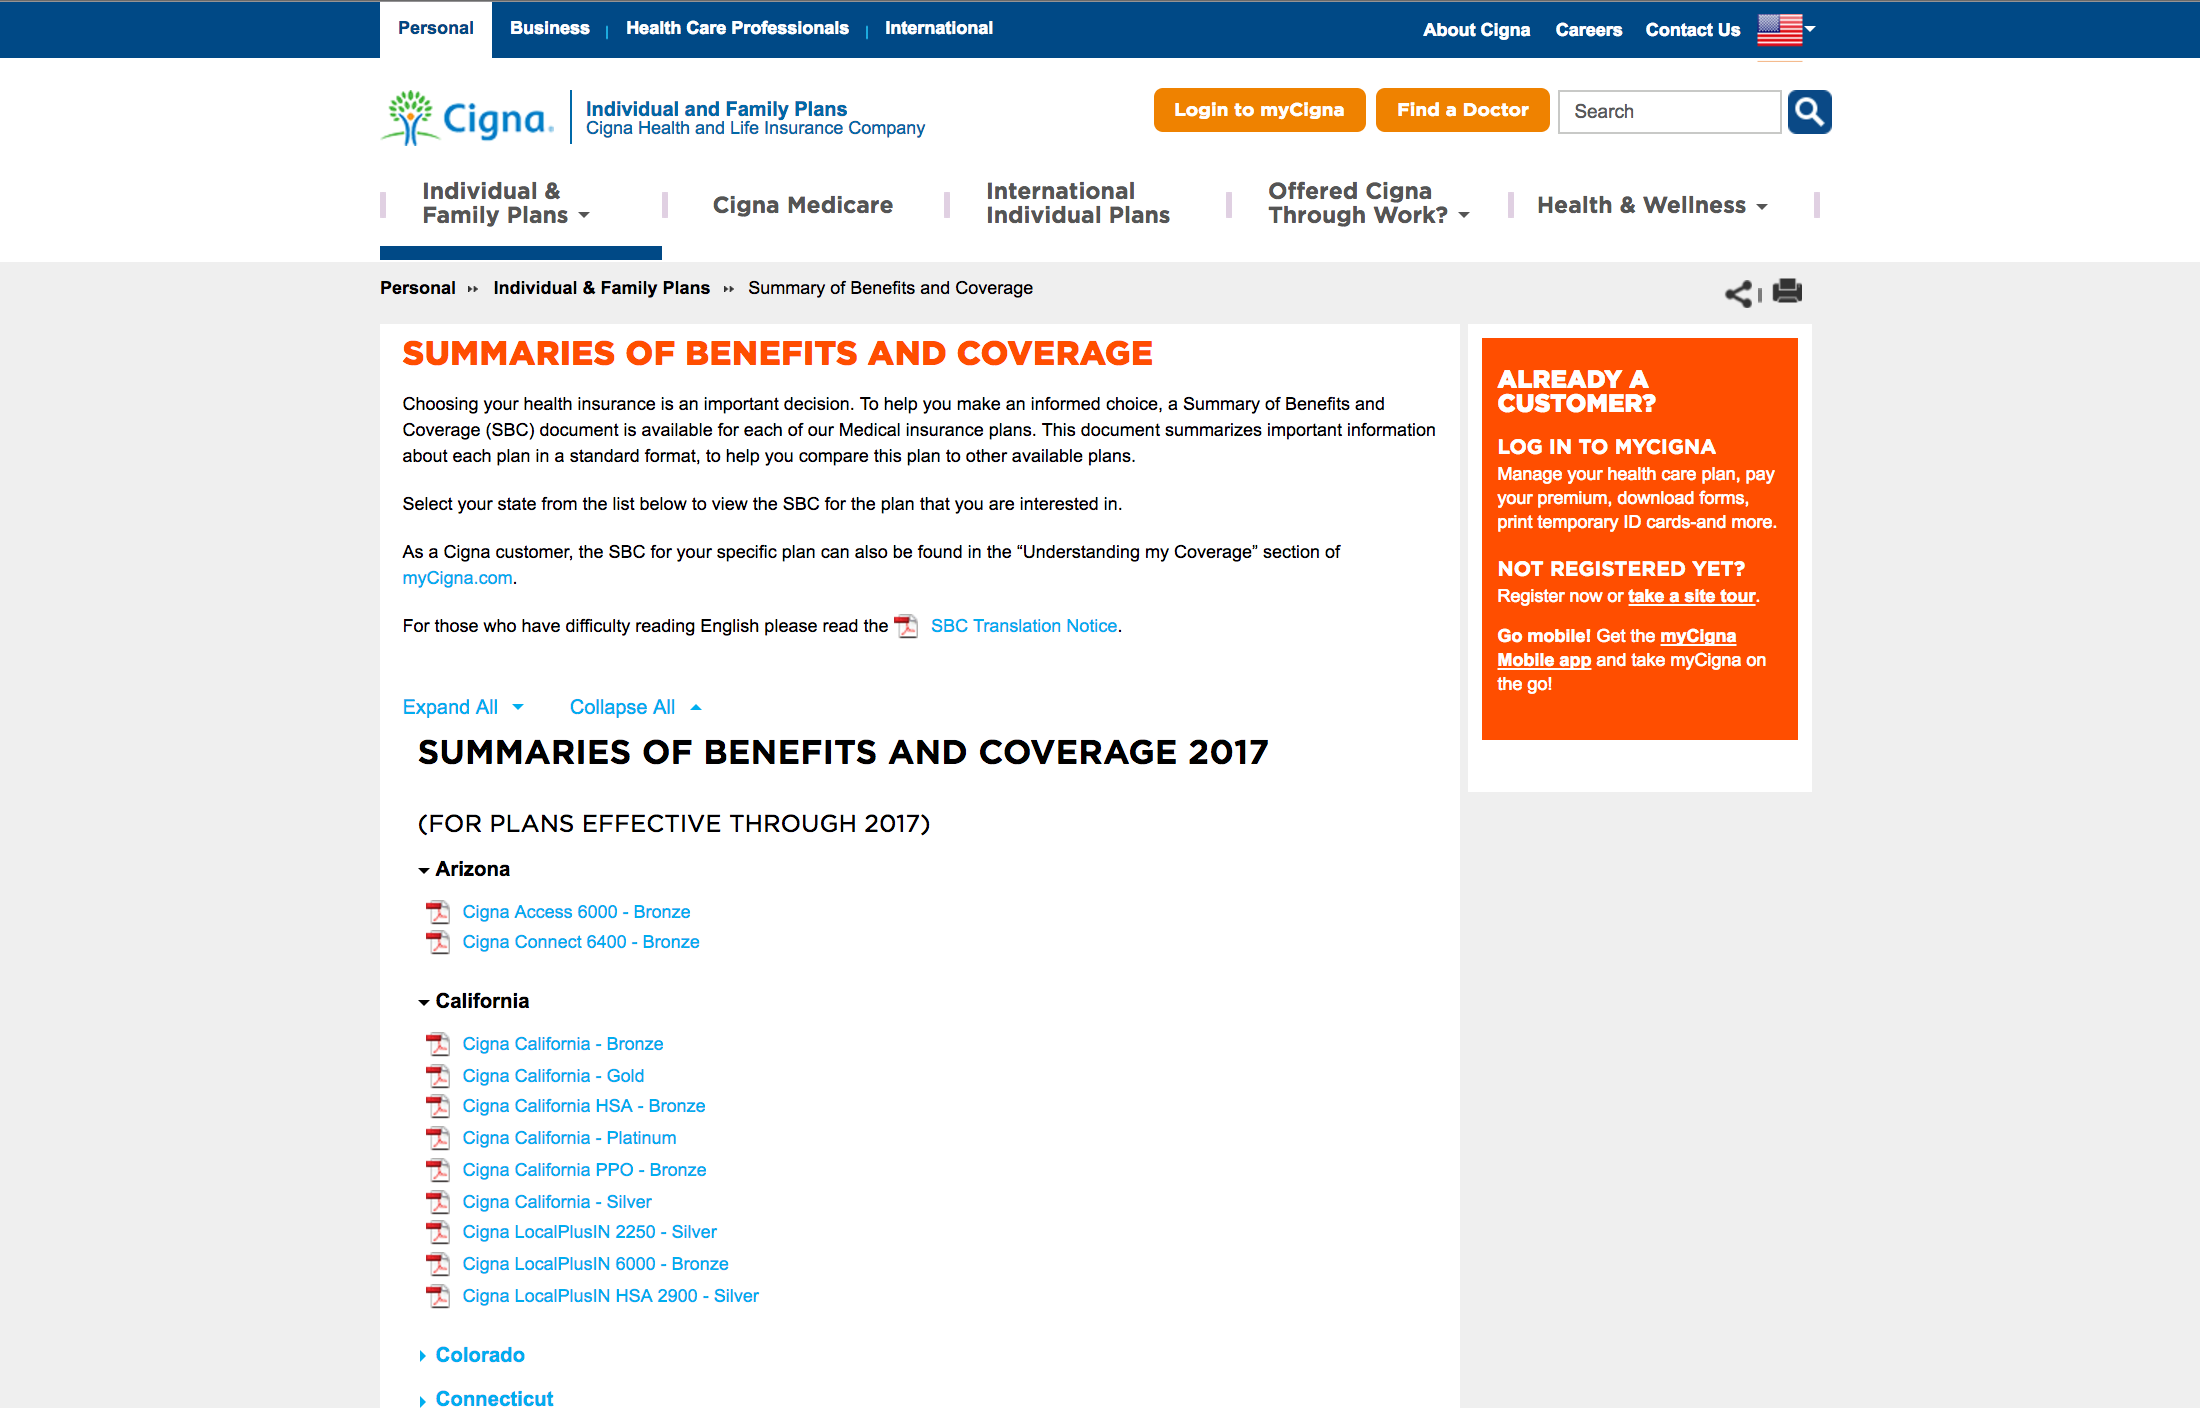 Personal
Business
Health Care Professionals
International
About Cigna
Careers
Contact Us
Cigna.
Individual and Family Plans
Cigna Health and Life Insurance Company
Login to myCigna
Find a Doctor
Search
Individual &
Family Plans
Cigna Medicare
International
Individual Plans
Offered Cigna
Through Work?
Health & Wellness
Personal
Individual & Family Plans
Summary of Benefits and Coverage
SUMMARIES OF BENEFITS AND COVERAGE
Choosing your health insurance is an important decision. To help you make an informed choice, a Summary of Benefits and
Coverage (SBC) document is available for each of our Medical insurance plans. This document summarizes important information
about each plan in a standard format, to help you compare this plan to other available plans.
Select your state from the list below to view the SBC for the plan that you are interested in.
As a Cigna customer, the SBC for your specific plan can also be found in the “Understanding my Coverage” section of
myCigna.com.
For those who have difficulty reading English please read the SBC Translation Notice.
Expand All
Collapse All
SUMMARIES OF BENEFITS AND COVERAGE 2017
(FOR PLANS EFFECTIVE THROUGH 2017)
Arizona
Cigna Access 6000 - Bronze
Cigna Connect 6400 - Bronze
California
Cigna California - Bronze
Cigna California - Gold
Cigna California HSA - Bronze
Cigna California - Platinum
Cigna California PPO - Bronze
Cigna California - Silver
Cigna LocalPlusIN 2250 - Silver
Cigna LocalPlusIN 6000 - Bronze
Cigna LocalPlusIN HSA 2900 - Silver
Colorado
Connecticut
ALREADY A
CUSTOMER?
LOG IN TO MYCIGNA
Manage your health care plan, pay
your premium, download forms,
print temporary ID cards-and more.
NOT REGISTERED YET?
Register now or take a site tour.
Go mobile! Get the myCigna
Mobile app and take myCigna on
the go!